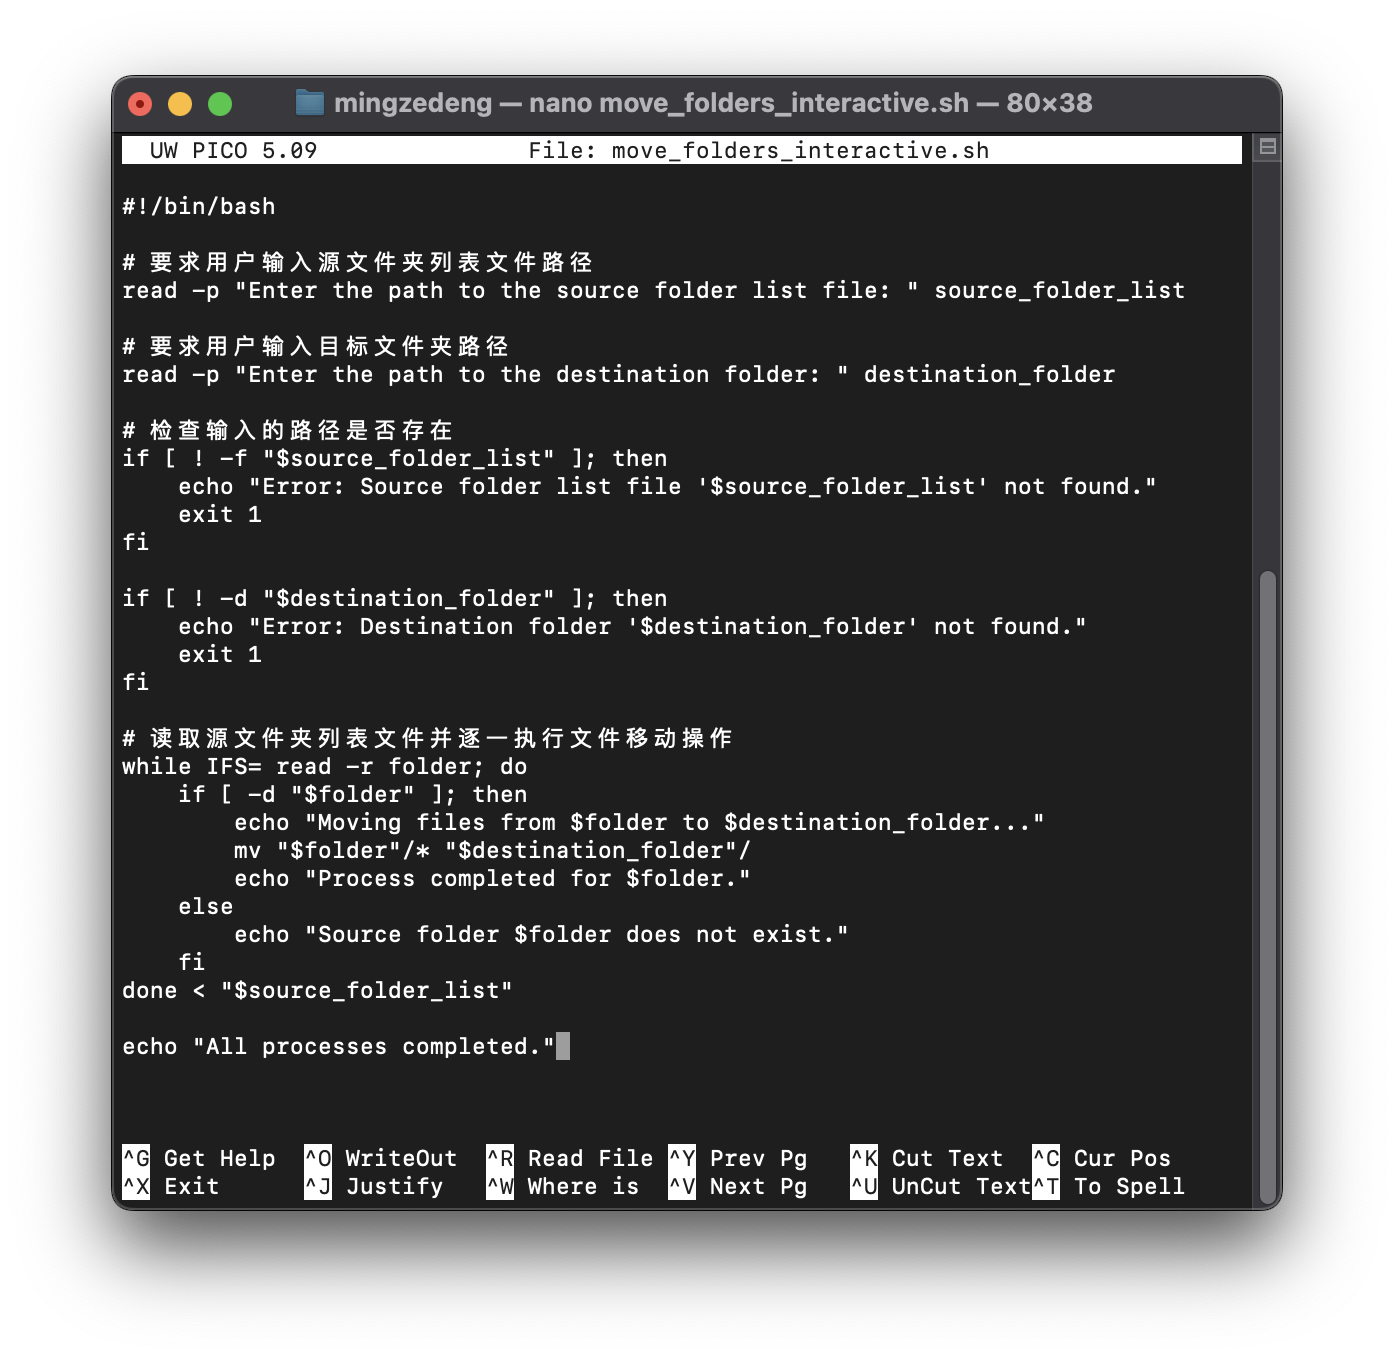 mingzedeng — nano move_folders_interactive.sh — 80×38
UW PICO 5.09 File: move_folders_interactive.sh
#!/bin/bash
# 要求用户输入源文件夹列表文件路径
read -p "Enter the path to the source folder list file: " source_folder_list
# 要求用户输入目标文件夹路径
read -p "Enter the path to the destination folder: " destination_folder
# 检查输入的路径是否存在
if [ ! -f "$source_folder_list" ]; then
    echo "Error: Source folder list file '$source_folder_list' not found."
    exit 1
fi
if [ ! -d "$destination_folder" ]; then
    echo "Error: Destination folder '$destination_folder' not found."
    exit 1
fi
# 读取源文件夹列表文件并逐一执行文件移动操作
while IFS= read -r folder; do
    if [ -d "$folder" ]; then
        echo "Moving files from $folder to $destination_folder..."
        mv "$folder"/* "$destination_folder"/
        echo "Process completed for $folder."
    else
        echo "Source folder $folder does not exist."
    fi
done < "$source_folder_list"
echo "All processes completed."
^G Get Help ^O WriteOut ^R Read File ^Y Prev Pg ^K Cut Text ^C Cur Pos
^X Exit ^J Justify ^W Where is ^V Next Pg ^U UnCut Text ^T To Spell